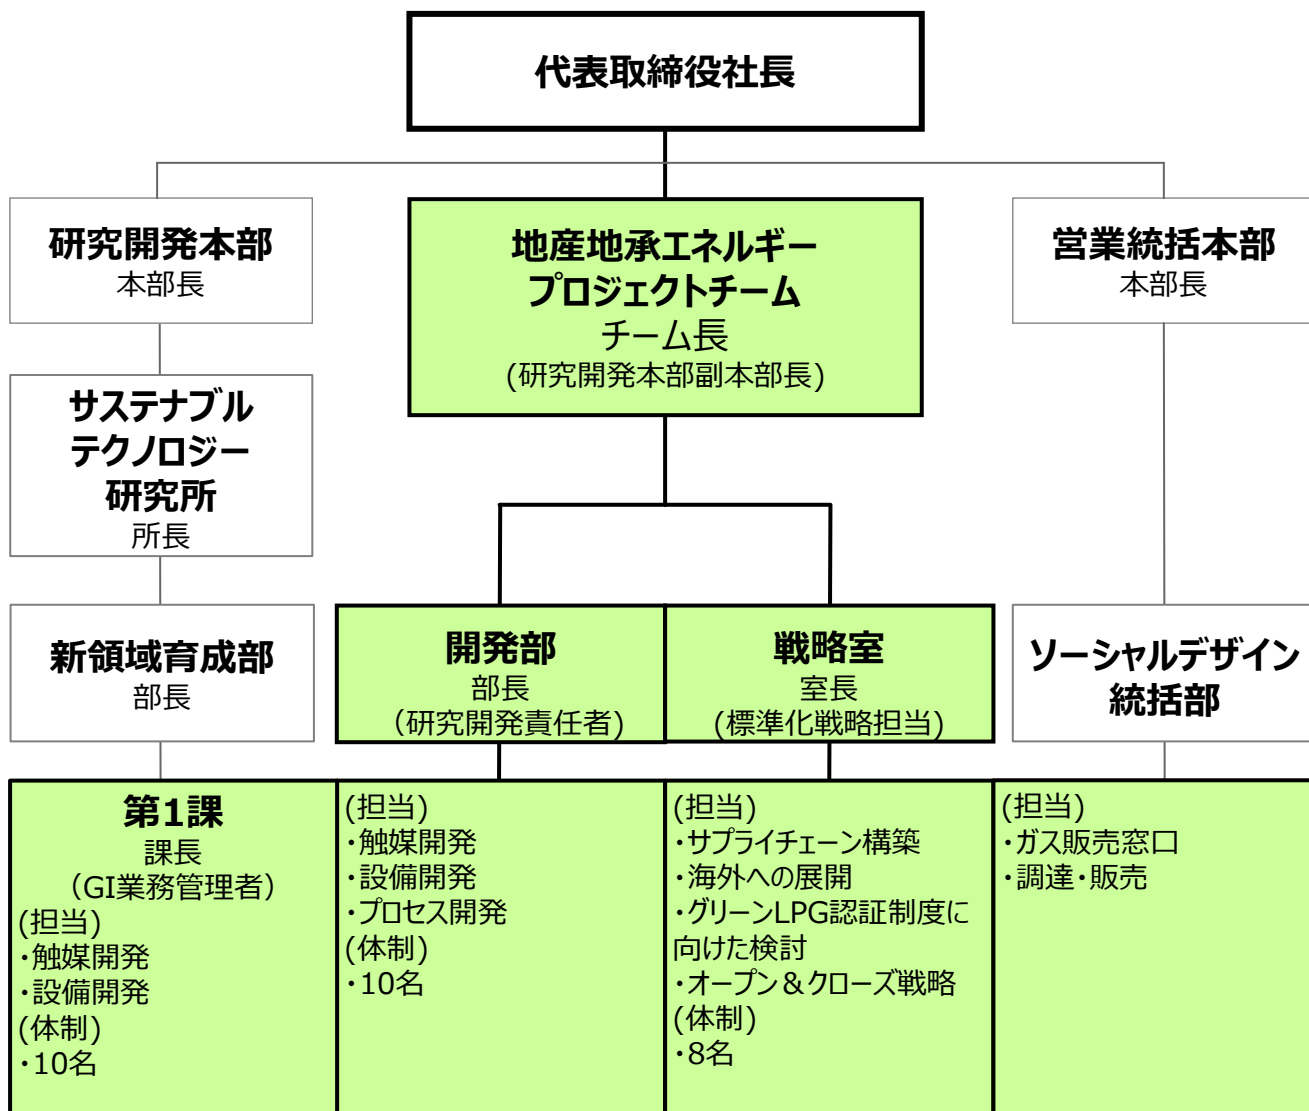 代表取締役社長
研究開発本部
本部長
地産地承エネルギー
プロジェクトチーム
チーム長
(研究開発本部副本部長)
営業統括本部
本部長
サステナブル
テクノロジー
研究所
所長
新領域育成部
部長
開発部
部長
（研究開発責任者）
戦略室
室長
(標準化戦略担当)
ソーシャルデザイン
統括部
第1課
課長
（GI業務管理者）
(担当)
・触媒開発
・設備開発
(体制)
・10名
(担当)
・触媒開発
・設備開発
・プロセス開発
(体制)
・10名
(担当)
・サプライチェーン構築
・海外への展開
・グリーンLPG認証制度に
向けた検討
・オープン＆クローズ戦略
(体制)
・8名
(担当)
・ガス販売窓口
・調達・販売